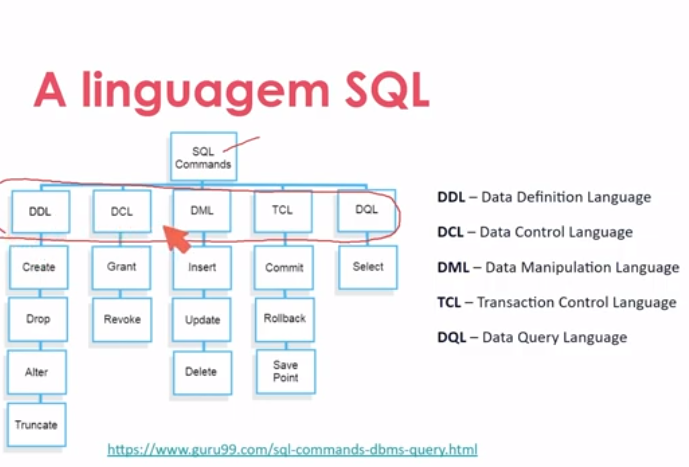 A linguagem SQL
SQL
Commands
DDL
DCL
DML
TCL
DQL
Create
Grant
Insert
Commit
Select
Drop
Revoke
Update
Rollback
Alter
Delete
Save
Point
Truncate
DDL – Data Definition Language
DCL – Data Control Language
DML – Data Manipulation Language
TCL – Transaction Control Language
DQL – Data Query Language
https://www.guru99.com/sql-commands-dbms-query.html